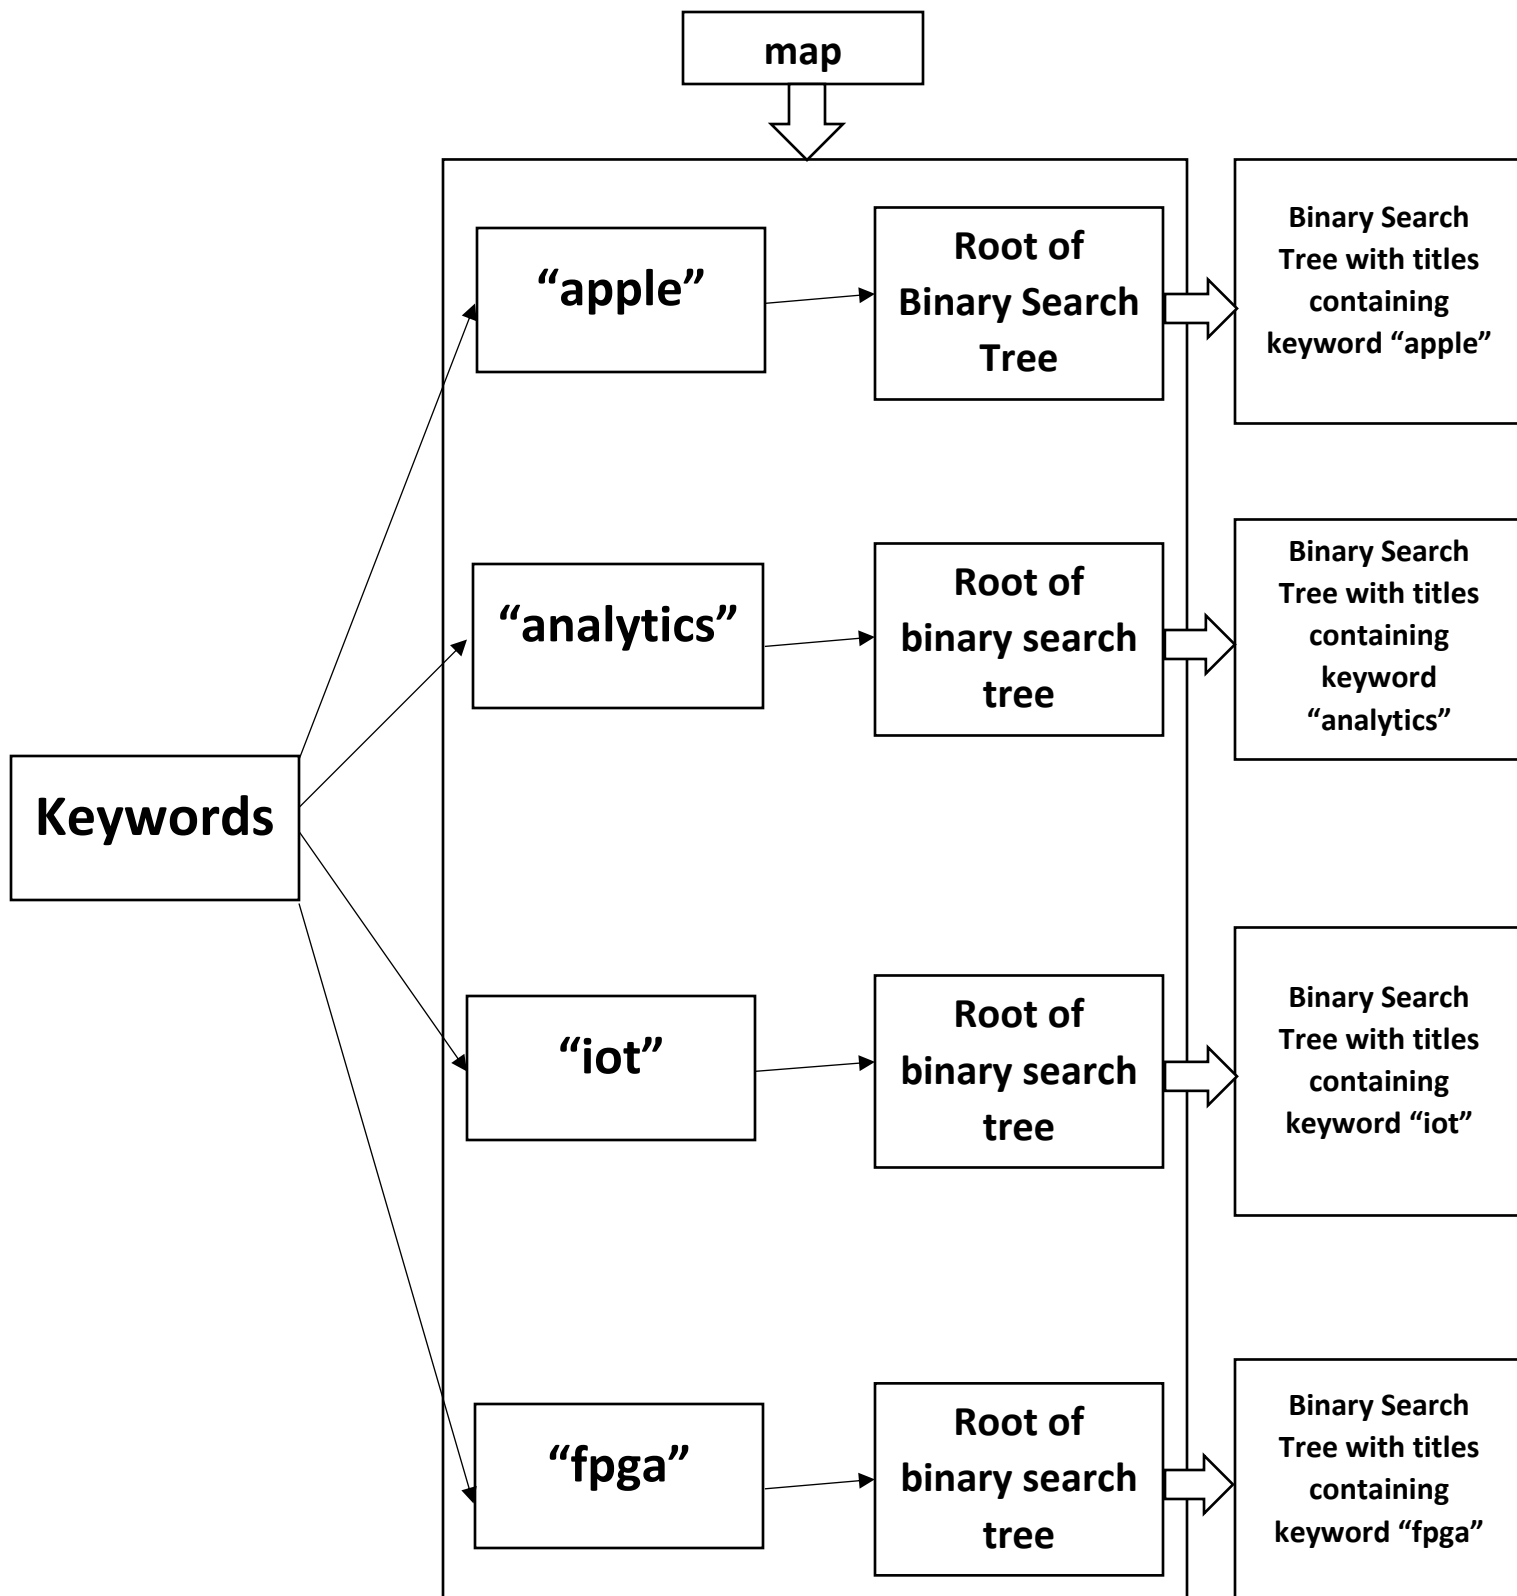 map
“apple”
Root of
Binary Search
Tree
Binary Search
Tree with titles
containing
keyword “apple”
“analytics”
Root of
binary search
tree
Binary Search
Tree with titles
containing
keyword
“analytics”
Keywords
“iot”
Root of
binary search
tree
Binary Search
Tree with titles
containing
keyword “iot”
“fpga”
Root of
binary search
tree
Binary Search
Tree with titles
containing
keyword “fpga”